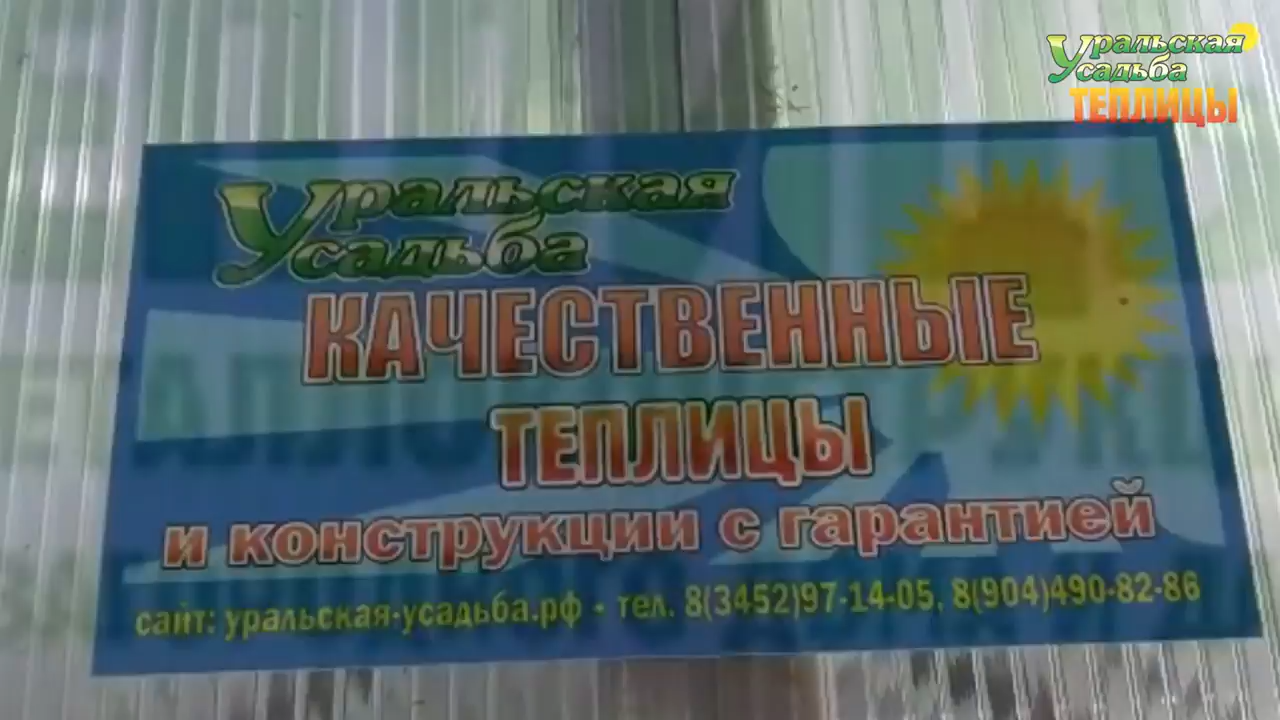 Уральская
Усадьба
ТЕПЛИЦЫ
Уральская
Усадьба
КАЧЕСТВЕННЫЕ
ТЕПЛИЦЫ
и конструкции с гарантией
сайт: уральская-усадьба.рф - тел. 8(3452)97-14-05, 8(904)490-82-86